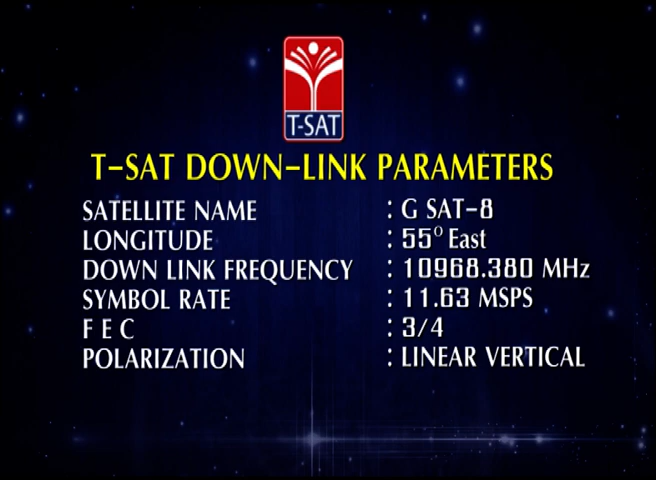 T-SAT
T-SAT DOWN-LINK PARAMETERS
SATELLITE NAME : G SAT-8
LONGITUDE : 55° East
DOWN LINK FREQUENCY : 10968.380 MHz
SYMBOL RATE : 11.63 MSPS
F E C : 3/4
POLARIZATION : LINEAR VERTICAL